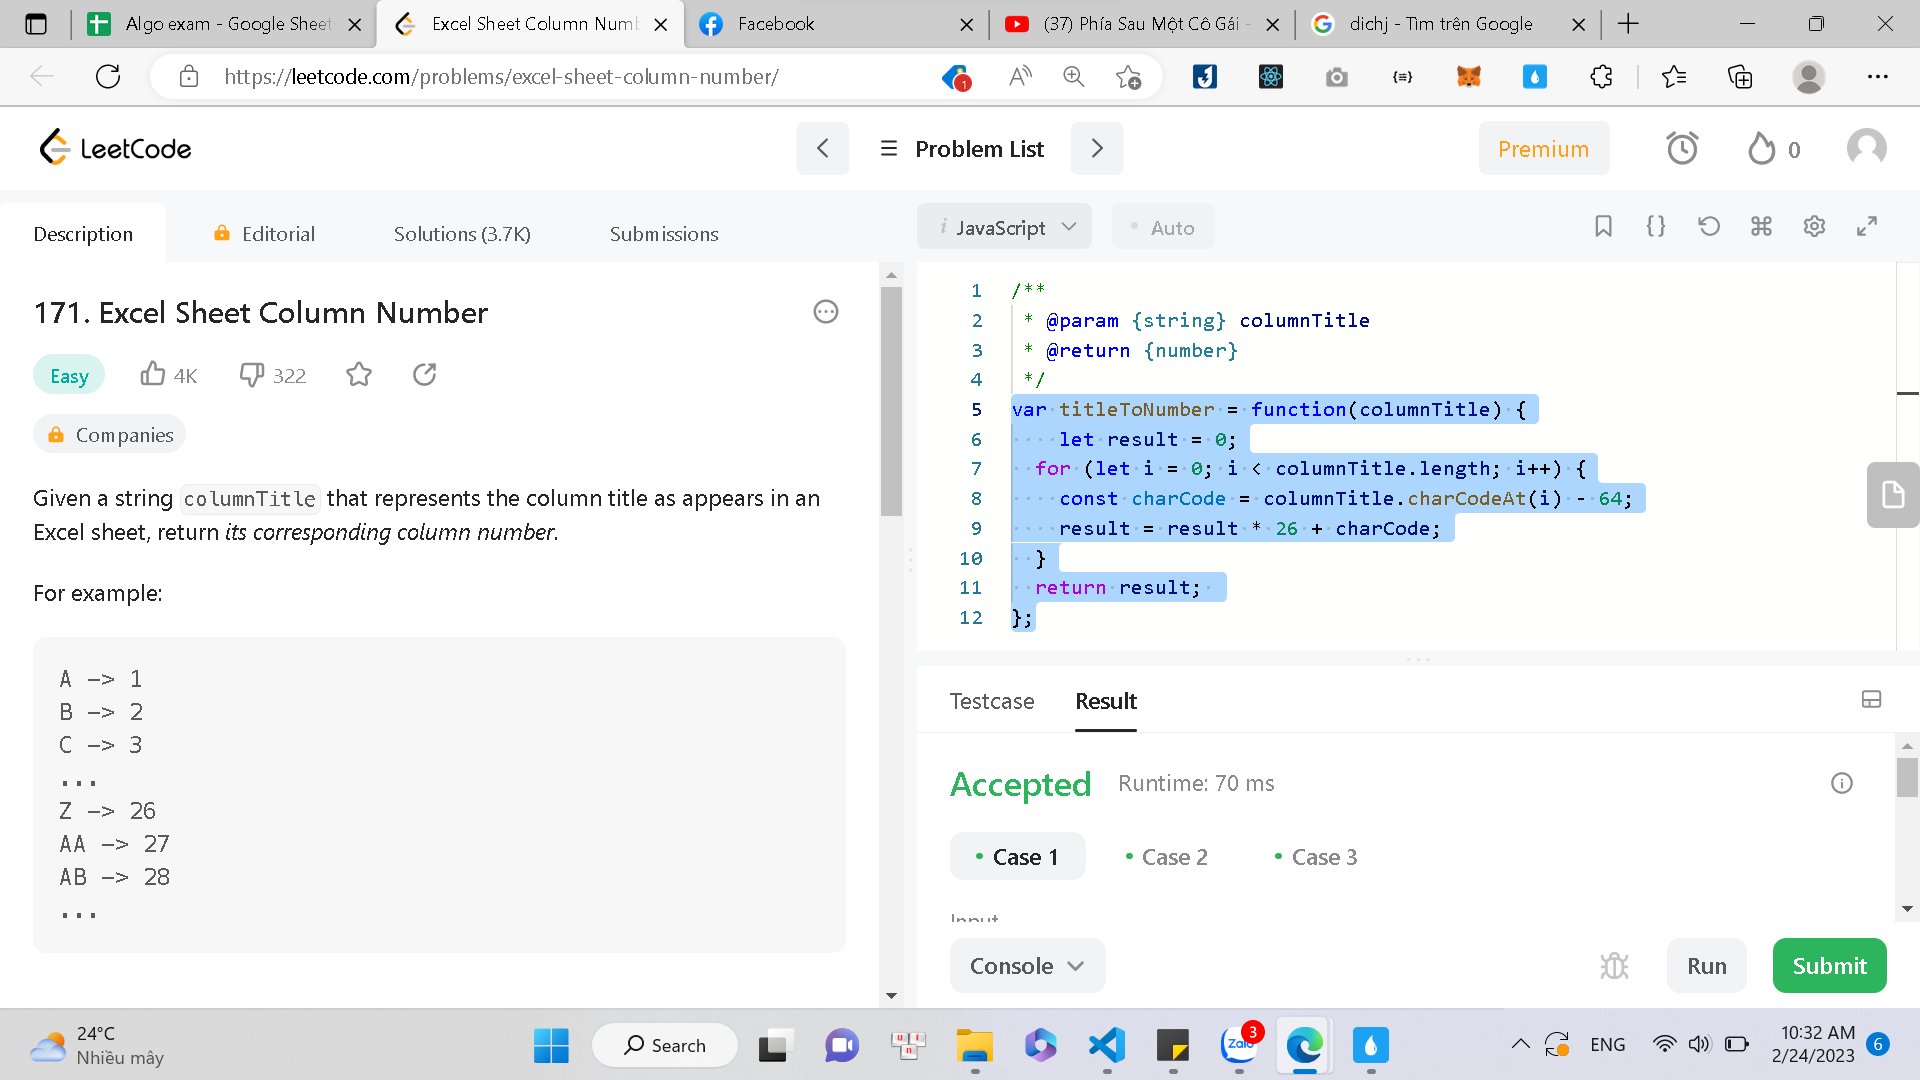 Algo exam - Google Sheet
Excel Sheet Column Numb
Facebook
(37) Phía Sau Một Cô Gái -
dichj - Tìm trên Google
https://leetcode.com/problems/excel-sheet-column-number/
1
LeetCode
Problem List
Premium
0
Description
Editorial
Solutions (3.7K)
Submissions
171. Excel Sheet Column Number
Easy
4K
322
Companies
Given a string columnTitle that represents the column title as appears in an
Excel sheet, return its corresponding column number.
For example:
A -> 1
B -> 2
C -> 3
...
Z -> 26
AA -> 27
AB -> 28
...
i JavaScript
• Auto
1 /**
2 * @param {string} columnTitle
3 * @return {number}
4 */
5 var titleToNumber = function(columnTitle) {
6 let result = 0;
7 for (let i = 0; i < columnTitle.length; i++) {
8 const charCode = columnTitle.charCodeAt(i) - 64;
9 result = result * 26 + charCode;
10 }
11 return result;
12 };
Testcase
Result
Accepted
Runtime: 70 ms
• Case 1
• Case 2
• Case 3
Input
Console
Run
Submit
24°C
Nhiều mây
Search
Zalo
3
ENG
10:32 AM
2/24/2023
6